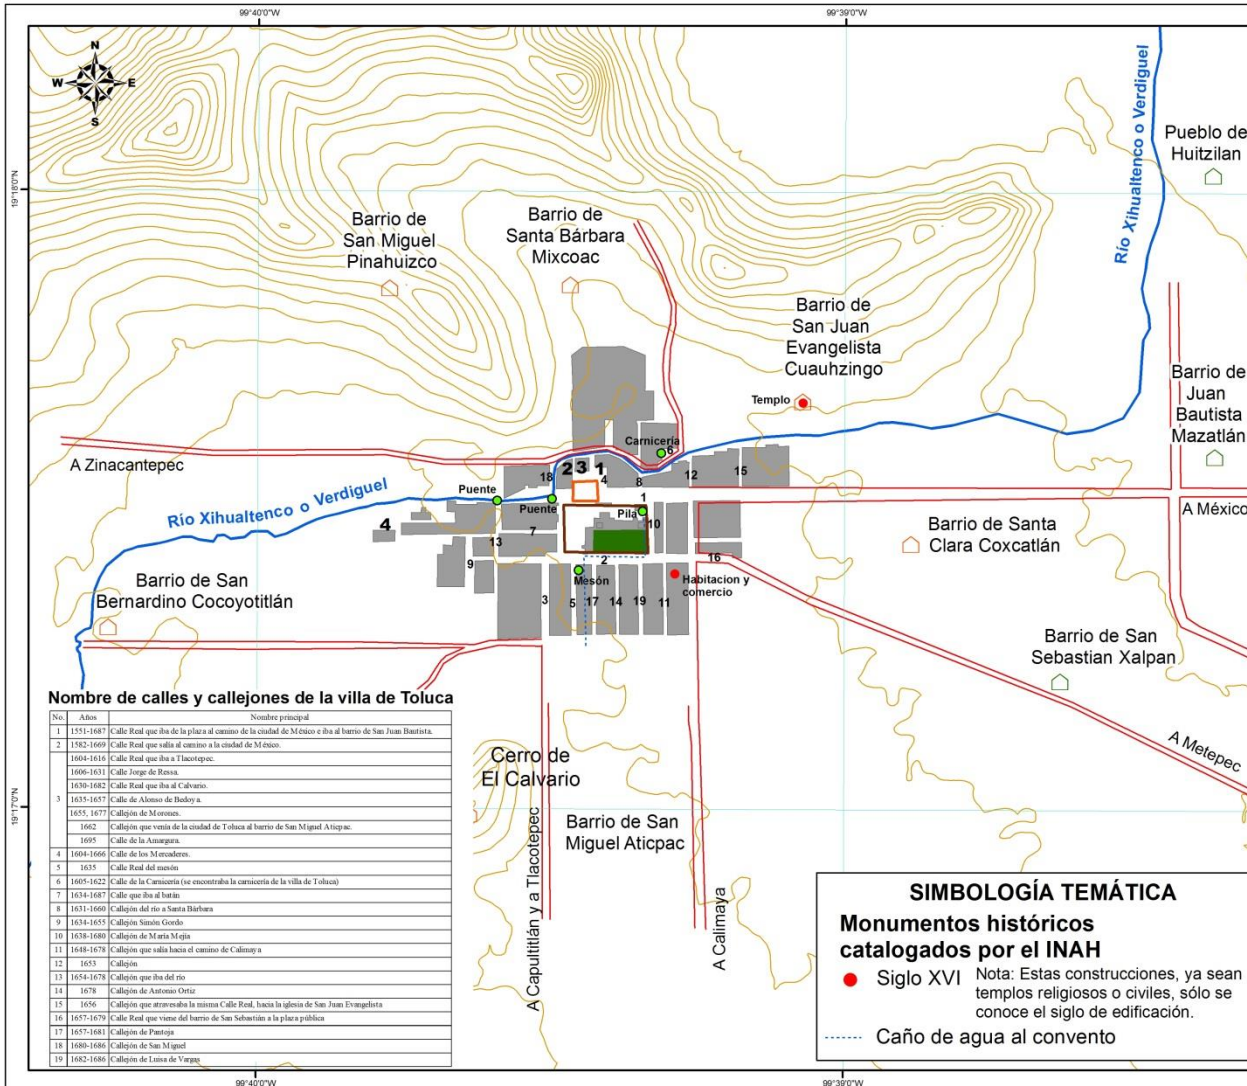 99°40'0"W
99°39'0"W
N
W
E
S
19°18'0"N
19°17'0"N
Río Xihualtenco o Verdiguel
Pueblo de
Huitzilan
Barrio de
San Miguel
Pinahuizco
Barrio de
Santa Bárbara
Mixcoac
Barrio de
San Juan
Evangelista
Cuauhzingo
Templo
Barrio de
Juan
Bautista
Mazatlán
A Zinacantepec
Carnicería
6
18
2
3
1
4
8
12
15
Puente
Puente
Río Xihualtenco o Verdiguel
1
Pila
10
4
7
13
A México
Barrio de Santa
Clara Coxcatlán
9
2
16
Mesón
Habitacion y
comercio
3
5
17
14
19
11
Barrio de San
Bernardino Cocoyotitlán
Barrio de San
Sebastian Xalpan
A Metepec
Cerro de
El Calvario
Barrio de San
Miguel Aticpac
A Capultitlán y a Tlacotepec
A Calimaya
Nombre de calles y callejones de la villa de Toluca
No. Años Nombre principal
1 1551-1687 Calle Real que iba de la plaza al camino de la ciudad de México e iba al barrio de San Juan Bautista.
2 1582-1669 Calle Real que salía al camino a la ciudad de México.
3 1604-1616 Calle Real que iba a Tlacotepec.
1606-1631 Calle Jorge de Ressa.
1630-1682 Calle Real que iba al Calvario.
1635-1657 Calle de Alonso de Bedoya.
1655, 1677 Callejón de Morones.
1662 Callejón que venía de la ciudad de Toluca al barrio de San Miguel Aticpac.
1695 Calle de la Amargura.
4 1604-1666 Calle de los Mercaderes.
5 1635 Calle Real del mesón
6 1605-1622 Calle de la Carnicería (se encontraba la carnicería de la villa de Toluca)
7 1634-1687 Calle que iba al batán
8 1631-1660 Callejón del río a Santa Bárbara
9 1634-1655 Callejón Simón Gordo
10 1638-1680 Callejón de María Mejía
11 1648-1678 Callejón que salía hacia el camino de Calimaya
12 1653 Callejón
13 1654-1678 Callejón que iba del río
14 1678 Callejón de Antonio Ortiz
15 1656 Callejón que atravesaba la misma Calle Real, hacia la iglesia de San Juan Evangelista
16 1657-1679 Calle Real que viene del barrio de San Sebastián a la plaza pública
17 1657-1681 Callejón de Pantoja
18 1680-1686 Callejón de San Miguel
19 1682-1686 Callejón de Luisa de Vargas
SIMBOLOGÍA TEMÁTICA
Monumentos históricos
catalogados por el INAH
Siglo XVI
Nota: Estas construcciones, ya sean
templos religiosos o civiles, sólo se
conoce el siglo de edificación.
Caño de agua al convento
99°40'0"W
99°39'0"W